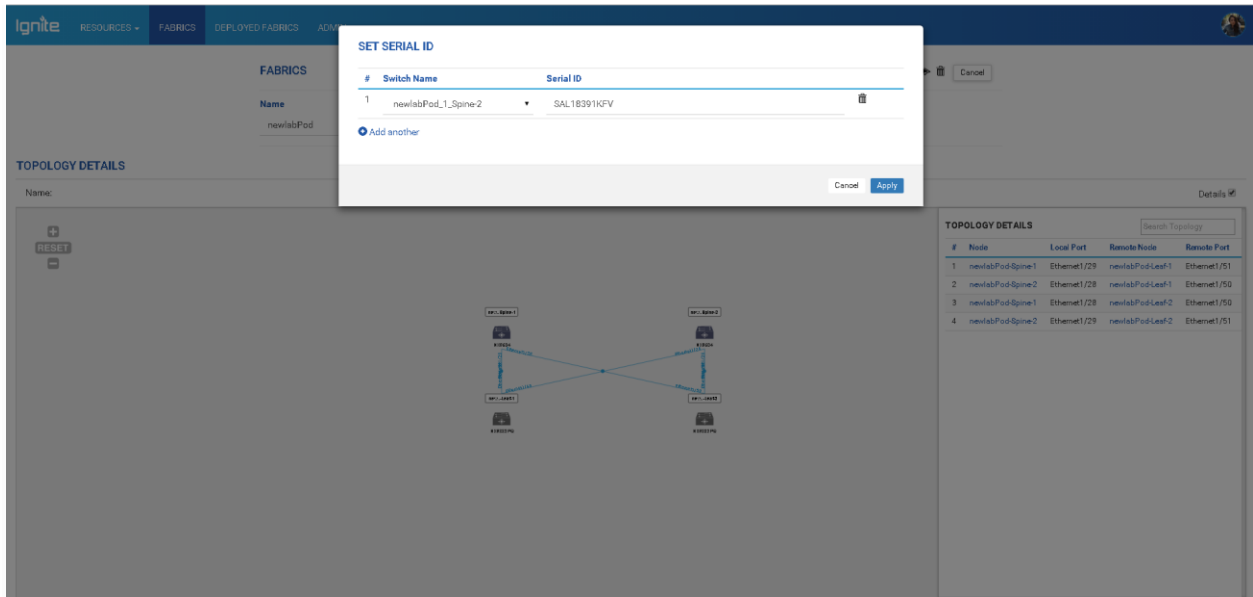 Ignite RESOURCES FABRICS DEPLOYED FABRICS
SET SERIAL ID
# Switch Name Serial ID
1 newlabPod_1_Spine-2 SAL18391KFV
Add another
Cancel Apply
FABRICS Cancel
Name
newlabPod
TOPOLOGY DETAILS
Name: Details
RESET
TOPOLOGY DETAILS Search Topology
# Node Local Port Remote Node Remote Port
1 newlabPod-Spine-1 Ethernet1/29 newlabPod-Leaf-1 Ethernet1/51
2 newlabPod-Spine-2 Ethernet1/28 newlabPod-Leaf-1 Ethernet1/50
3 newlabPod-Spine-1 Ethernet1/28 newlabPod-Leaf-2 Ethernet1/50
4 newlabPod-Spine-2 Ethernet1/29 newlabPod-Leaf-2 Ethernet1/51